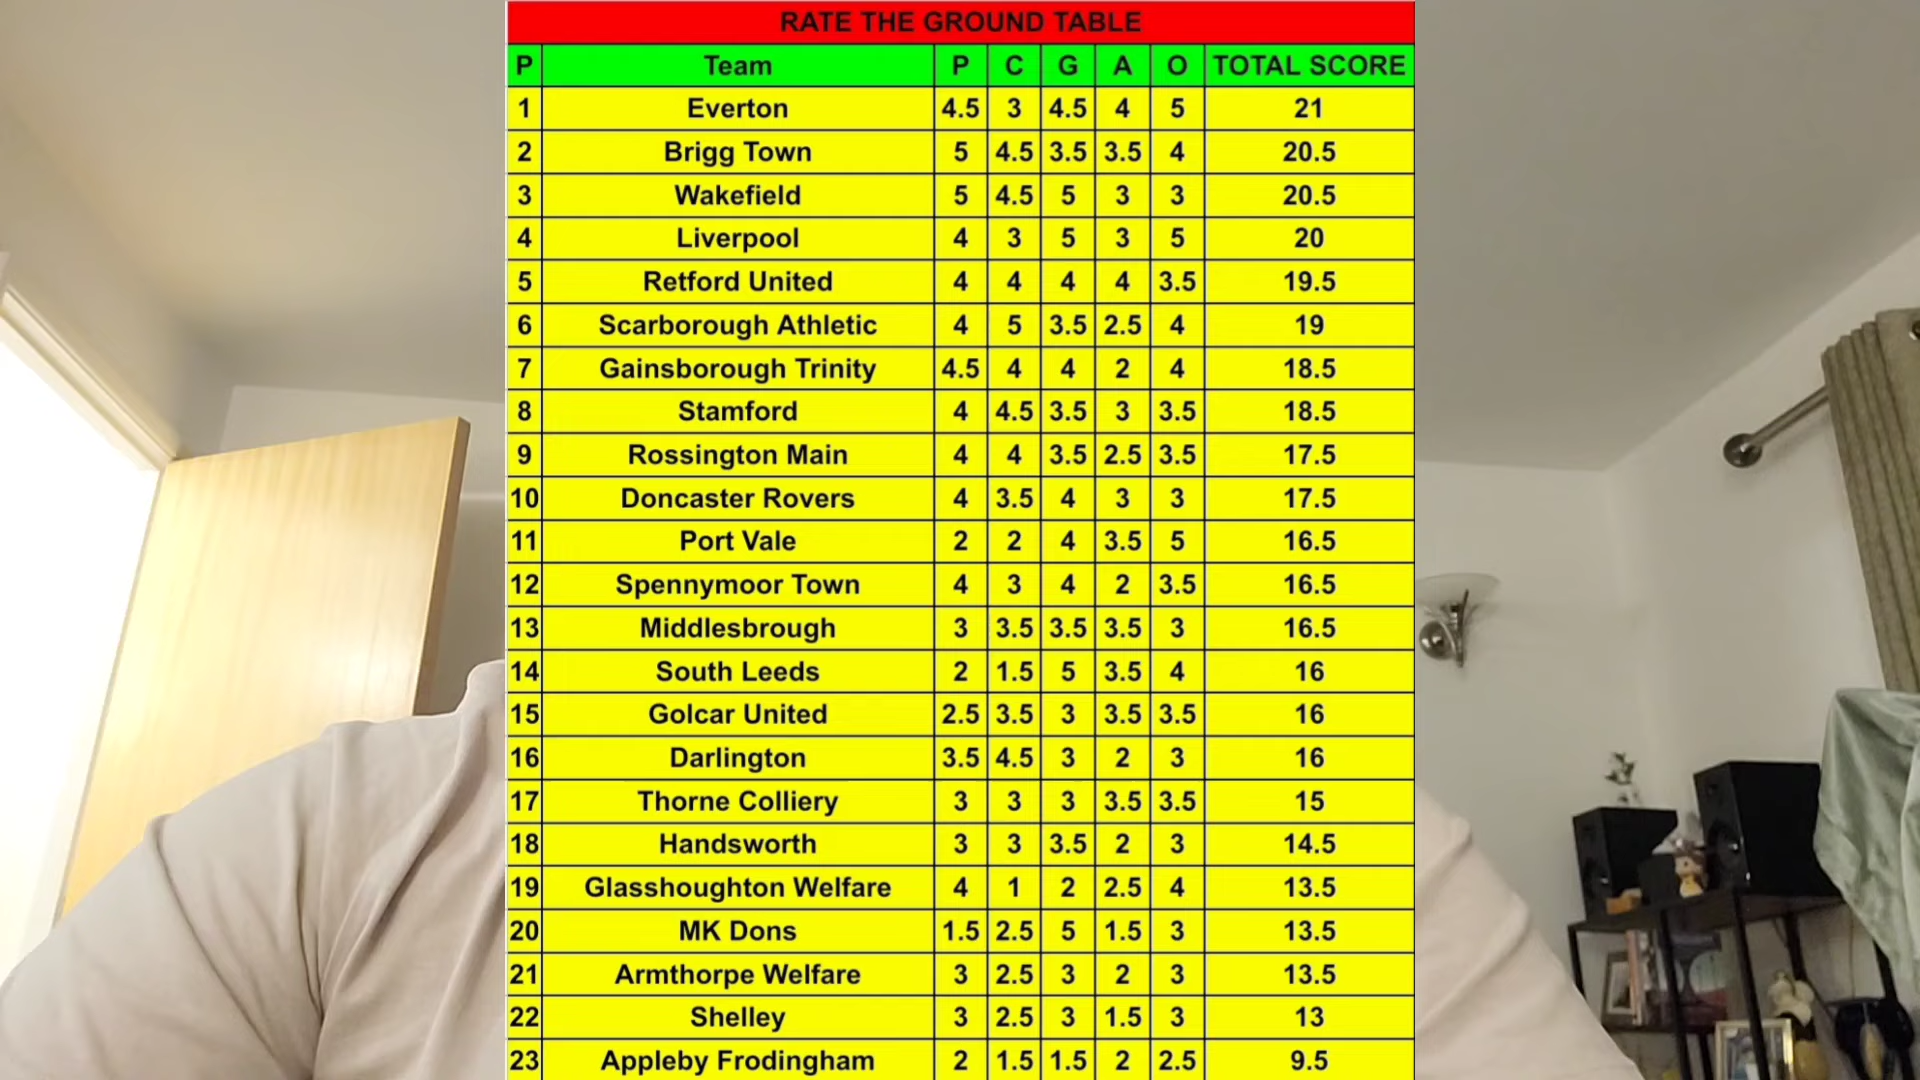 RATE THE GROUND TABLE
P Team P C G A O TOTAL SCORE
1 Everton 4.5 3 4.5 4 5 21
2 Brigg Town 5 4.5 3.5 3.5 4 20.5
3 Wakefield 5 4.5 5 3 3 20.5
4 Liverpool 4 3 5 3 5 20
5 Retford United 4 4 4 4 3.5 19.5
6 Scarborough Athletic 4 5 3.5 2.5 4 19
7 Gainsborough Trinity 4.5 4 4 2 4 18.5
8 Stamford 4 4.5 3.5 3 3.5 18.5
9 Rossington Main 4 4 3.5 2.5 3.5 17.5
10 Doncaster Rovers 4 3.5 4 3 3 17.5
11 Port Vale 2 2 4 3.5 5 16.5
12 Spennymoor Town 4 3 4 2 3.5 16.5
13 Middlesbrough 3 3.5 3.5 3.5 3 16.5
14 South Leeds 2 1.5 5 3.5 4 16
15 Golcar United 2.5 3.5 3 3.5 3.5 16
16 Darlington 3.5 4.5 3 2 3 16
17 Thorne Colliery 3 3 3 3.5 3.5 15
18 Handsworth 3 3 3.5 2 3 14.5
19 Glasshoughton Welfare 4 1 2 2.5 4 13.5
20 MK Dons 1.5 2.5 5 1.5 3 13.5
21 Armthorpe Welfare 3 2.5 3 2 3 13.5
22 Shelley 3 2.5 3 1.5 3 13
23 Appleby Frodingham 2 1.5 1.5 2 2.5 9.5